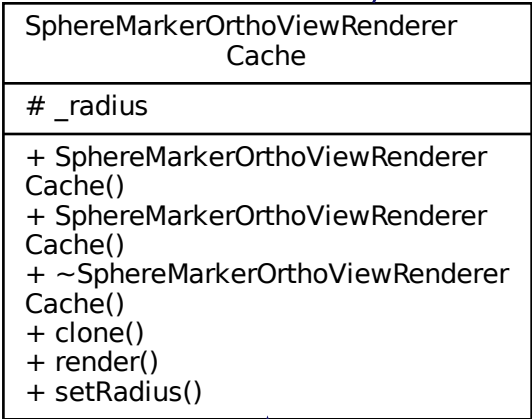 SphereMarkerOrthoViewRenderer
Cache
# _radius
+ SphereMarkerOrthoViewRenderer
Cache()
+ SphereMarkerOrthoViewRenderer
Cache()
+ ~SphereMarkerOrthoViewRenderer
Cache()
+ clone()
+ render()
+ setRadius()